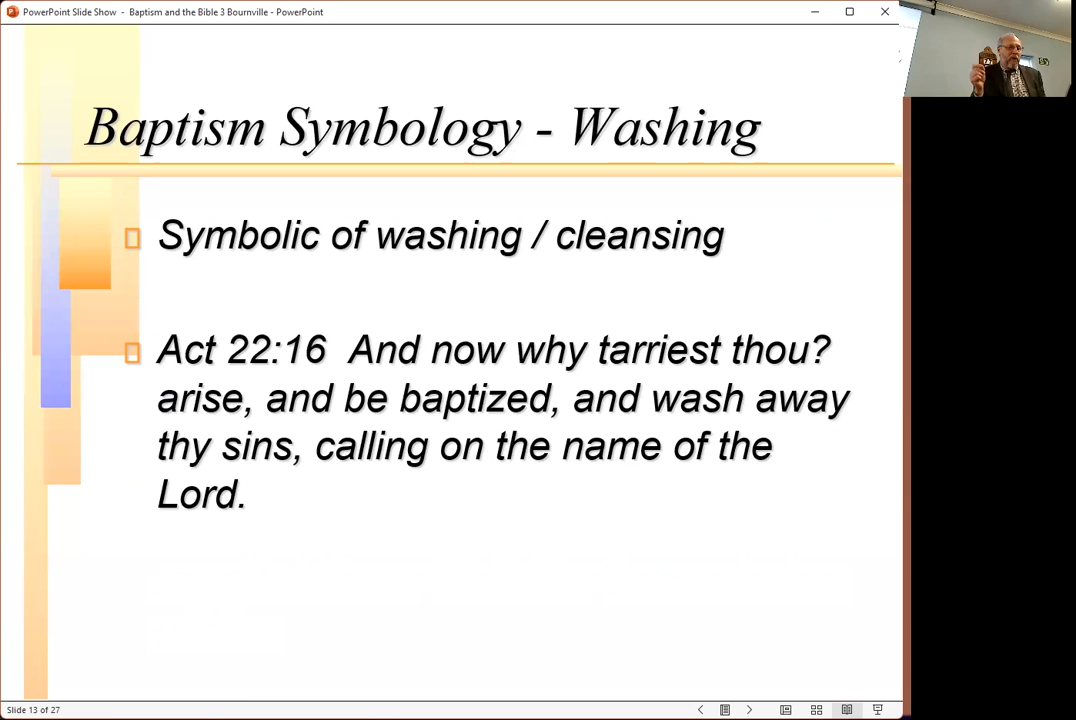 PowerPoint Slide Show - Baptism and the Bible 3 Bournville - PowerPoint
Baptism Symbology - Washing
Symbolic of washing / cleansing
Act 22:16 And now why tarriest thou?
arise, and be baptized, and wash away
thy sins, calling on the name of the
Lord.
Slide 13 of 27